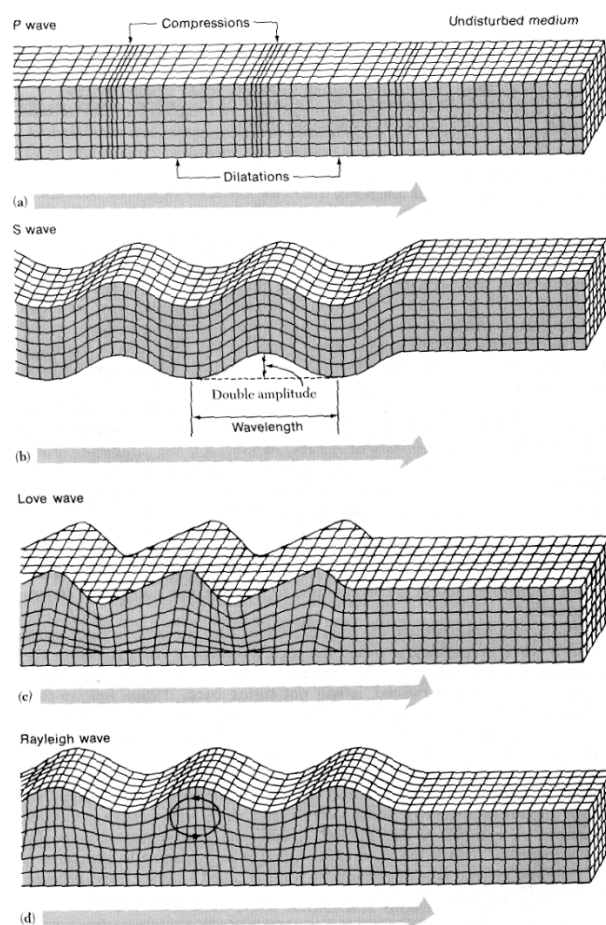 P wave
Compressions
Undisturbed medium
Dilatations
(a)
S wave
Double amplitude
Wavelength
(b)
Love wave
(c)
Rayleigh wave
(d)